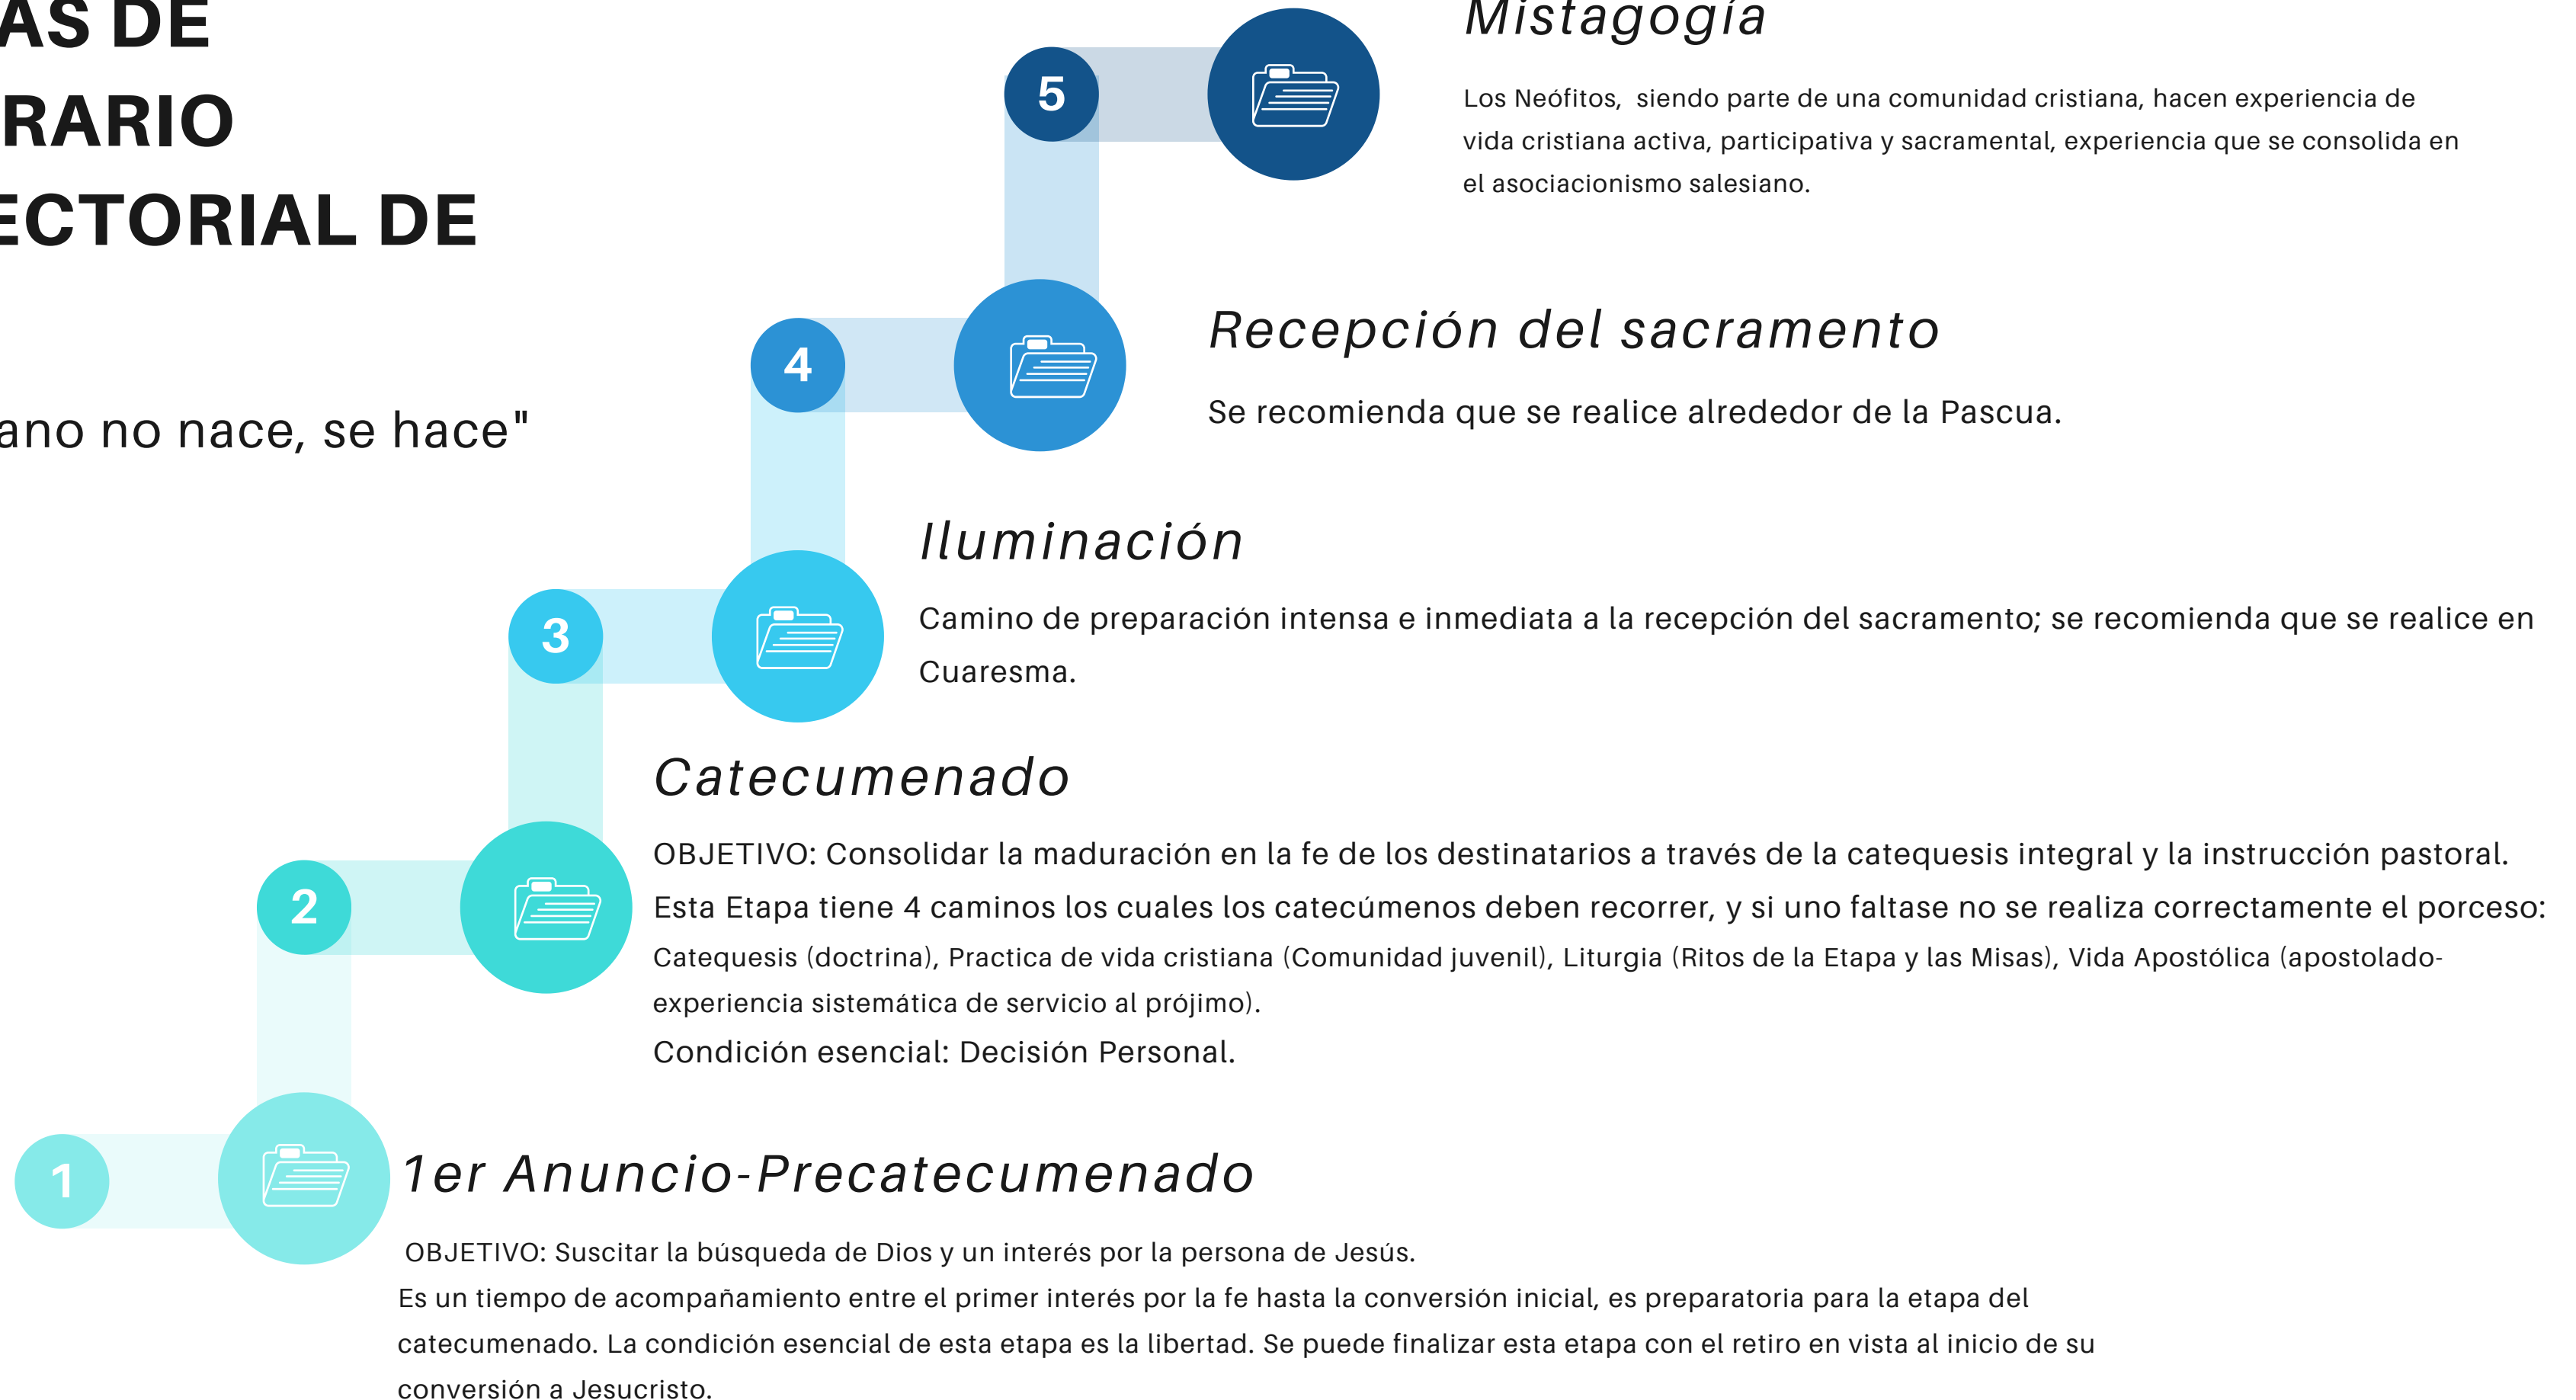 AS DE
RARIO
ECTORIAL DE
ano no nace, se hace"
5
Mistagogía
Los Neófitos,  siendo parte de una comunidad cristiana, hacen experiencia de
vida cristiana activa, participativa y sacramental, experiencia que se consolida en
el asociacionismo salesiano.
4
Recepción del sacramento
Se recomienda que se realice alrededor de la Pascua.
3
Iluminación
Camino de preparación intensa e inmediata a la recepción del sacramento; se recomienda que se realice en
Cuaresma.
2
Catecumenado
OBJETIVO: Consolidar la maduración en la fe de los destinatarios a través de la catequesis integral y la instrucción pastoral.
Esta Etapa tiene 4 caminos los cuales los catecúmenos deben recorrer, y si uno faltase no se realiza correctamente el porceso:
Catequesis (doctrina), Practica de vida cristiana (Comunidad juvenil), Liturgia (Ritos de la Etapa y las Misas), Vida Apostólica (apostolado-
experiencia sistemática de servicio al prójimo).
Condición esencial: Decisión Personal.
1
1er Anuncio-Precatecumenado
OBJETIVO: Suscitar la búsqueda de Dios y un interés por la persona de Jesús.
Es un tiempo de acompañamiento entre el primer interés por la fe hasta la conversión inicial, es preparatoria para la etapa del
catecumenado. La condición esencial de esta etapa es la libertad. Se puede finalizar esta etapa con el retiro en vista al inicio de su
conversión a Jesucristo.